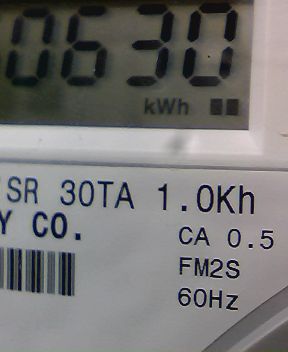 0630
kWh
SR 30TA 1.0Kh
Y CO.
CA 0.5
FM2S
60Hz